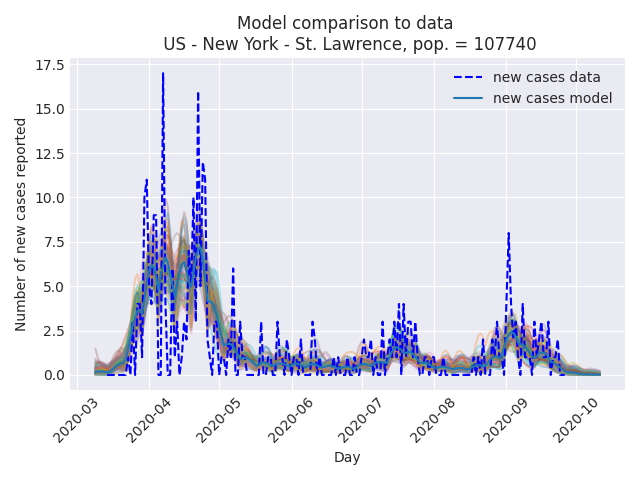 Model comparison to data
US - New York - St. Lawrence, pop. = 107740
new cases data
new cases model
Number of new cases reported
17.5
15.0
12.5
10.0
7.5
5.0
2.5
0.0
2020-03
2020-04
2020-05
2020-06
2020-07
2020-08
2020-09
2020-10
Day